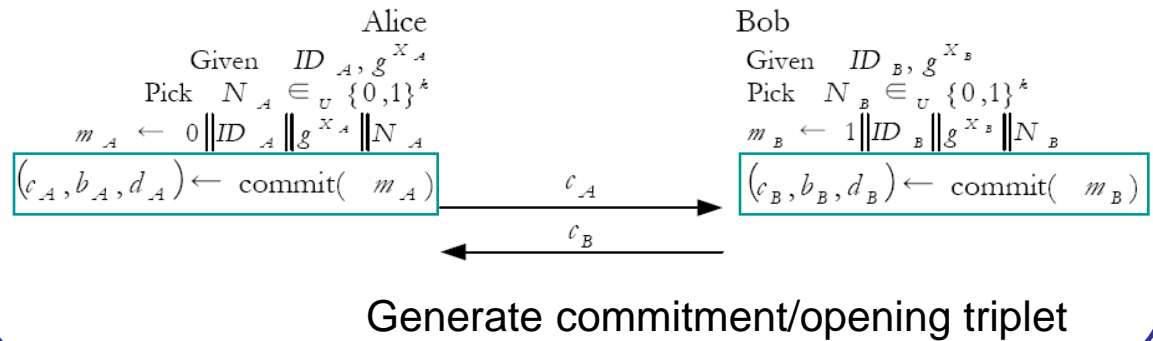 Alice
Given ID_A, g^{X_A}
Pick N_A ∈_U {0,1}^k
m_A ← 0‖ID_A‖g^{X_A}‖N_A
(c_A, b_A, d_A) ← commit( m_A)
c_A
c_B
Bob
Given ID_B, g^{X_B}
Pick N_B ∈_U {0,1}^k
m_B ← 1‖ID_B‖g^{X_B}‖N_B
(c_B, b_B, d_B) ← commit( m_B)
Generate commitment/opening triplet